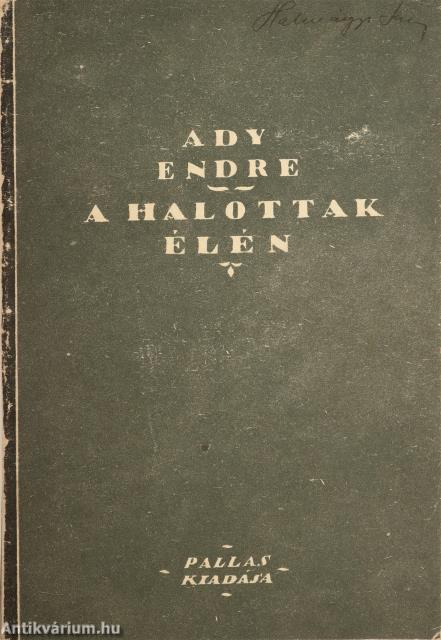 ADY
ENDRE
A HALOTTAK
ÉLÉN
PALLAS
KIADÁSA
Antikvárium.hu